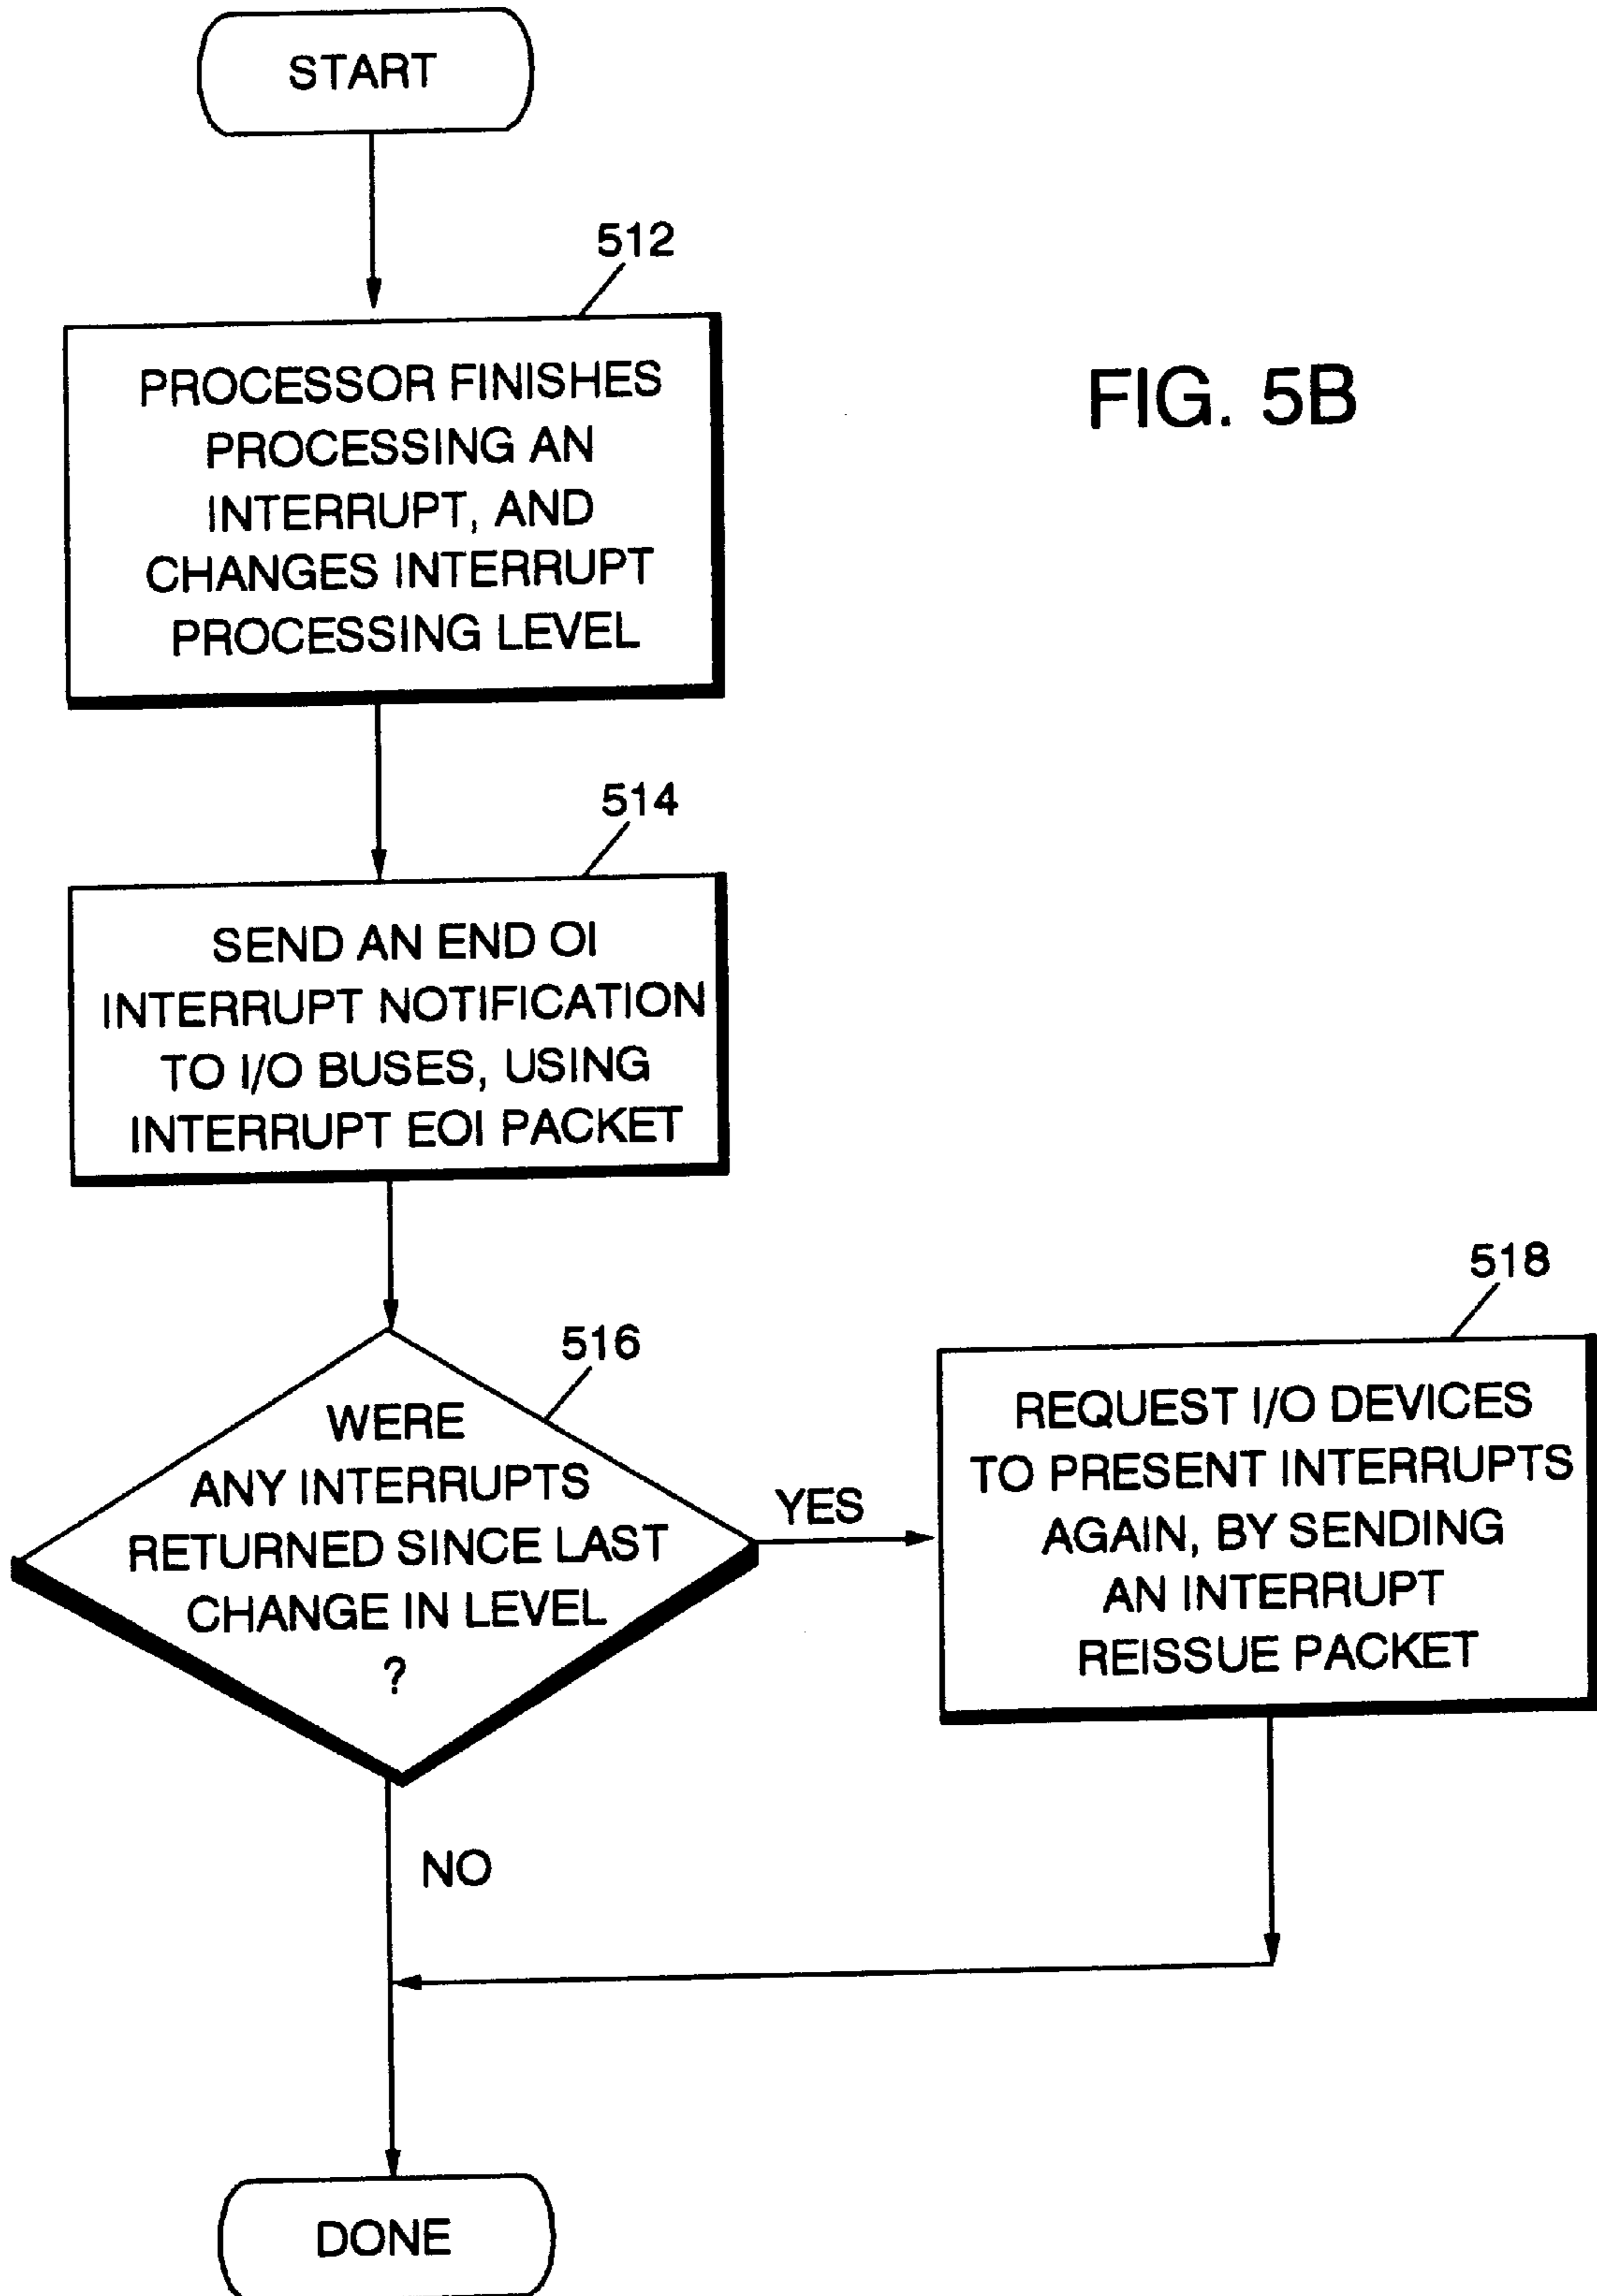 START
512
PROCESSOR FINISHES
PROCESSING AN
INTERRUPT, AND
CHANGES INTERRUPT
PROCESSING LEVEL
FIG. 5B
514
SEND AN END OI
INTERRUPT NOTIFICATION
TO I/O BUSES, USING
INTERRUPT EOI PACKET
516
WERE
ANY INTERRUPTS
RETURNED SINCE LAST
CHANGE IN LEVEL
?
YES
518
REQUEST I/O DEVICES
TO PRESENT INTERRUPTS
AGAIN, BY SENDING
AN INTERRUPT
REISSUE PACKET
NO
DONE